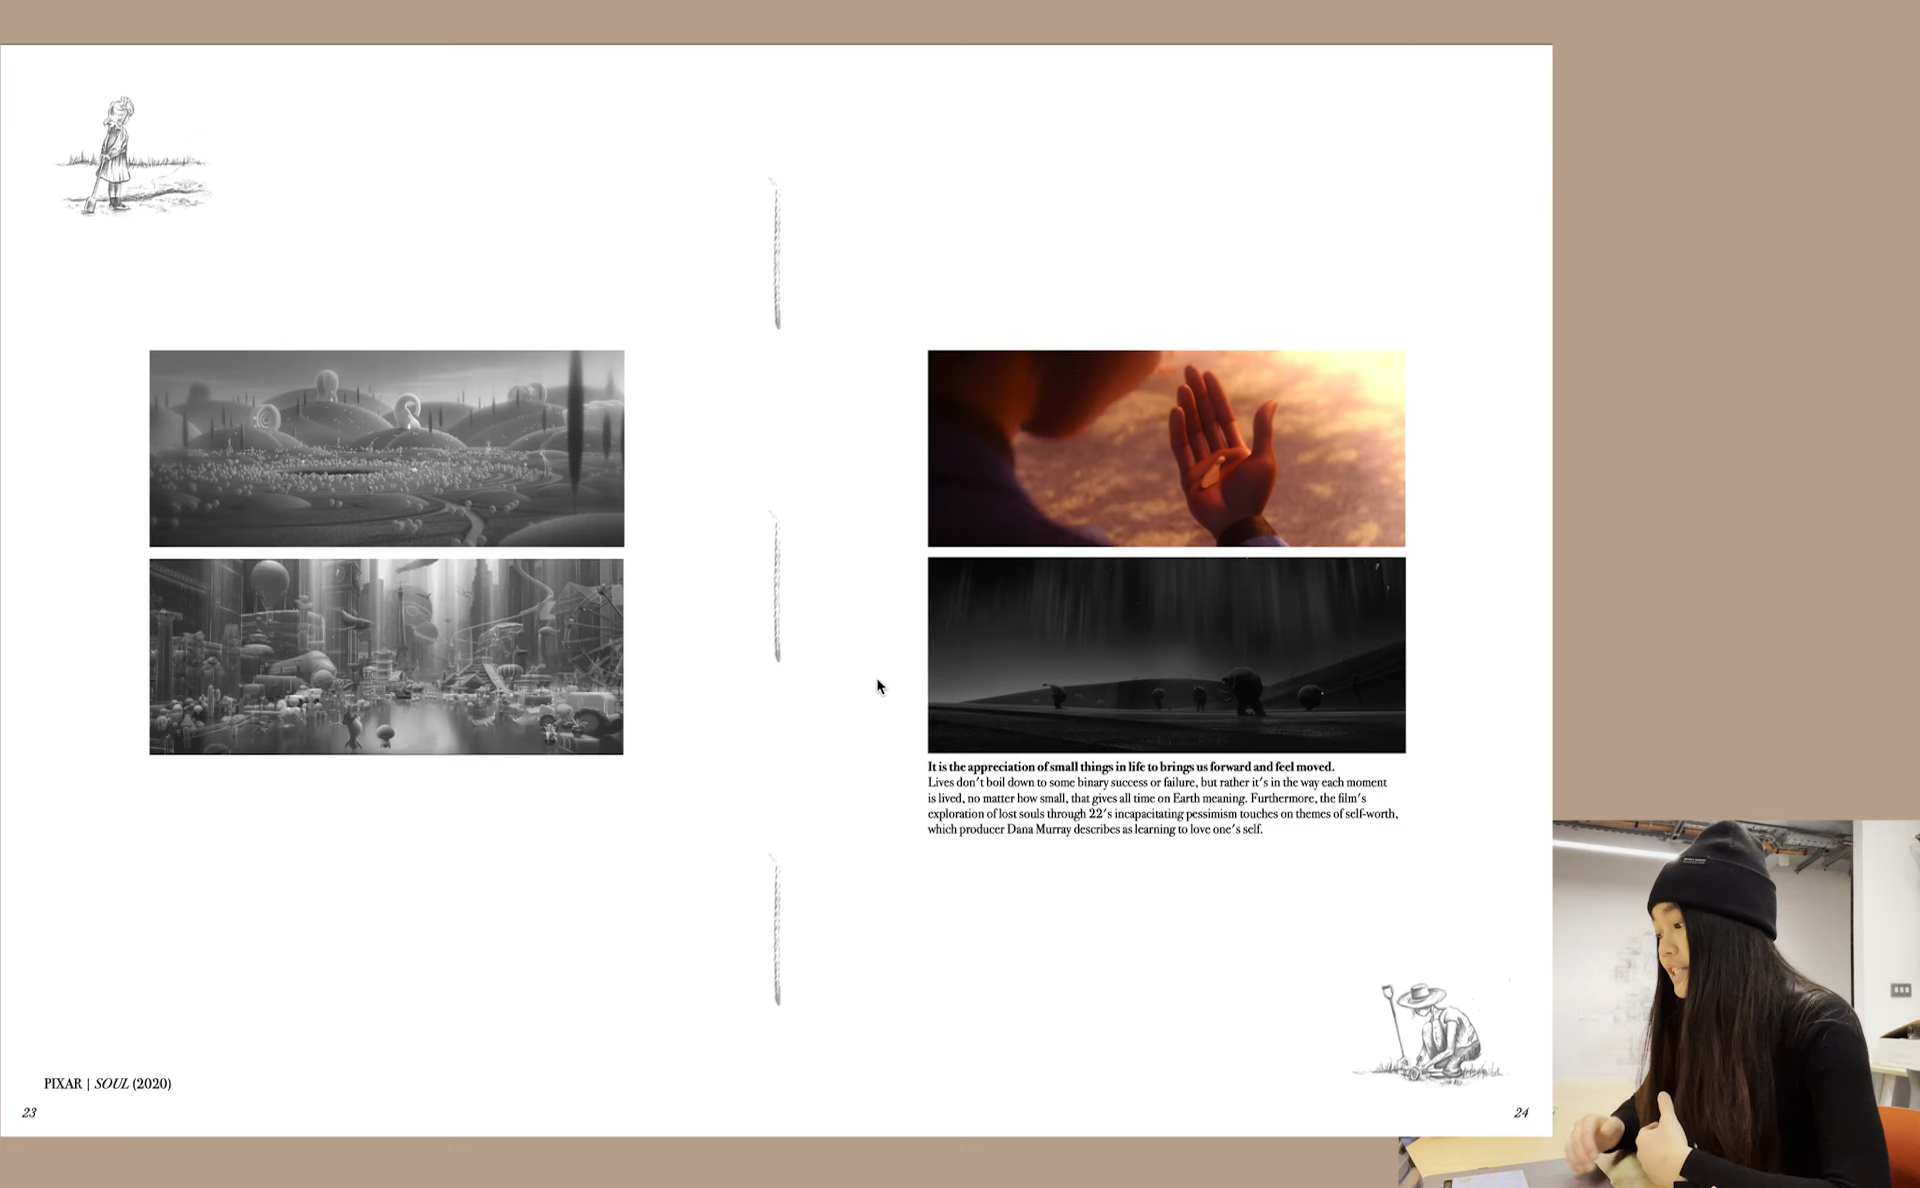 It is the appreciation of small things in life to brings us forward and feel moved.
Lives don't boil down to some binary success or failure, but rather it's in the way each moment
is lived, no matter how small, that gives all time on Earth meaning. Furthermore, the film's
exploration of lost souls through 22's incapacitating pessimism touches on themes of self-worth,
which producer Dana Murray describes as learning to love one's self.
PIXAR | SOUL (2020)
23
24